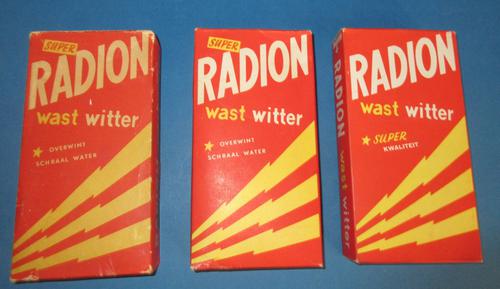 SUPER
RADION
wast witter
OVERWINT
SCHRAAL WATER
SUPER
RADION
wast witter
OVERWINT
SCHRAAL WATER
RADION wast witter
RADION
wast witter
SUPER
KWALITEIT